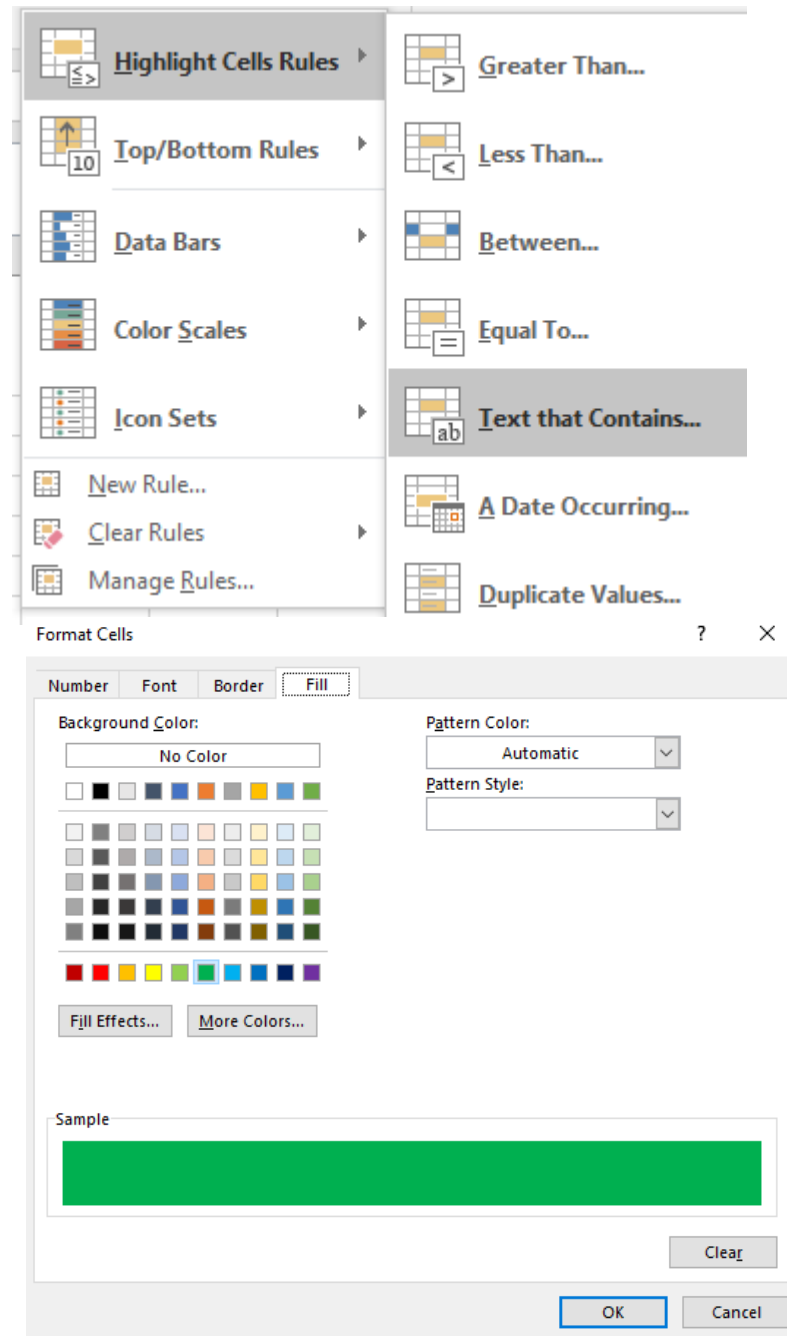 Highlight Cells Rules
Top/Bottom Rules
10
Data Bars
Color Scales
Icon Sets
New Rule...
Clear Rules
Manage Rules...
≤>
Greater Than...
>
Less Than...
<
Between...
Equal To...
=
Text that Contains...
ab
A Date Occurring...
Duplicate Values...
Format Cells
?
Number Font Border Fill
Background Color:
No Color
Pattern Color:
Automatic
Pattern Style:
Fill Effects... More Colors...
Sample
Clear
OK Cancel